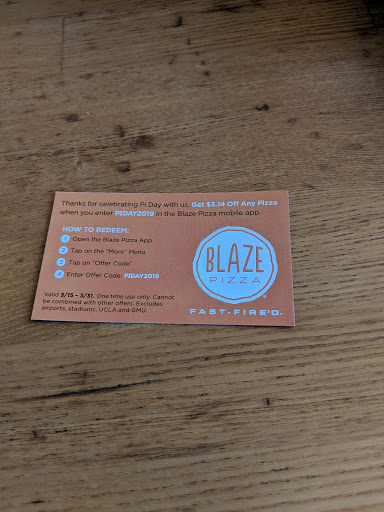 Thanks for celebrating Pi Day with us. Get $3.14 Off Any Pizza
when you enter PIDAY2019 in the Blaze Pizza mobile app.
HOW TO REDEEM:
1 Open the Blaze Pizza App
2 Tap on the "More" Menu
3 Tap on "Offer Code"
4 Enter Offer Code: PIDAY2019
Valid 3/15 - 3/31. One time use only. Cannot
be combined with other offers. Excludes
airports, stadiums, UCLA and GMU
BLAZE
PIZZA
FAST-FIRE'D®